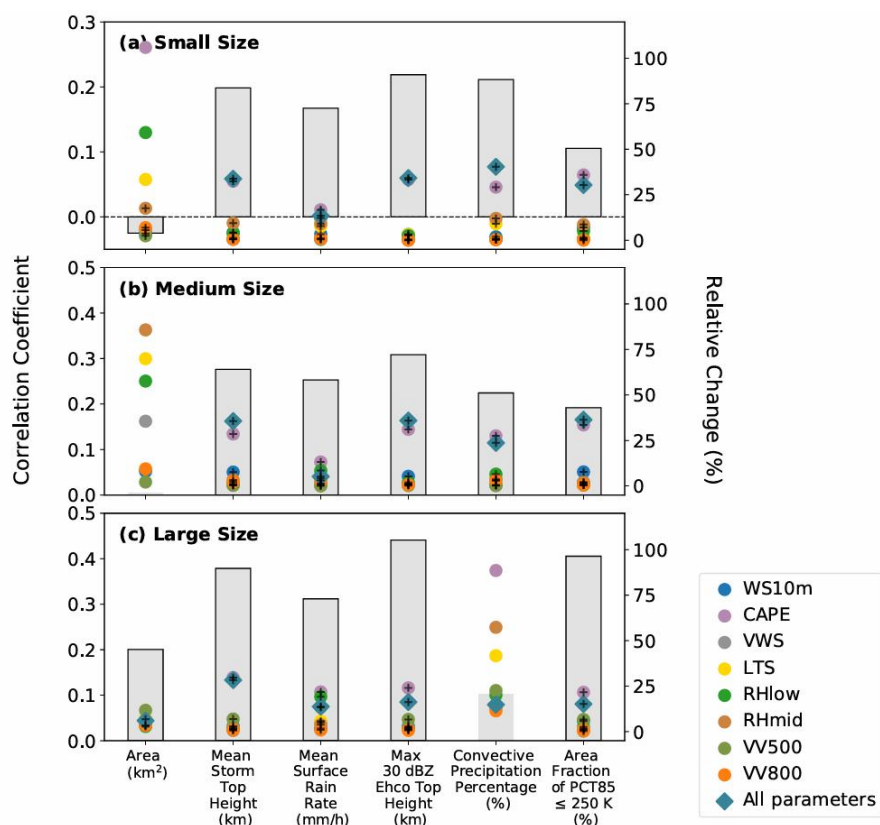 (a) Small Size
0.3
0.2
0.1
0.0
100
75
50
25
0
(b) Medium Size
0.5
0.4
0.3
0.2
0.1
0.0
100
75
50
25
0
(c) Large Size
0.5
0.4
0.3
0.2
0.1
0.0
100
75
50
25
0
Correlation Coefficient
Relative Change (%)
Area
(km²)
Mean
Storm
Top
Height
(km)
Mean
Surface
Rain
Rate
(mm/h)
Max
30 dBZ
Ehco Top
Height
(km)
Convective
Precipitation
Percentage
(%)
Area
Fraction
of PCT85
≤ 250 K
(%)
WS10m
CAPE
VWS
LTS
RHlow
RHmid
VV500
VV800
All parameters